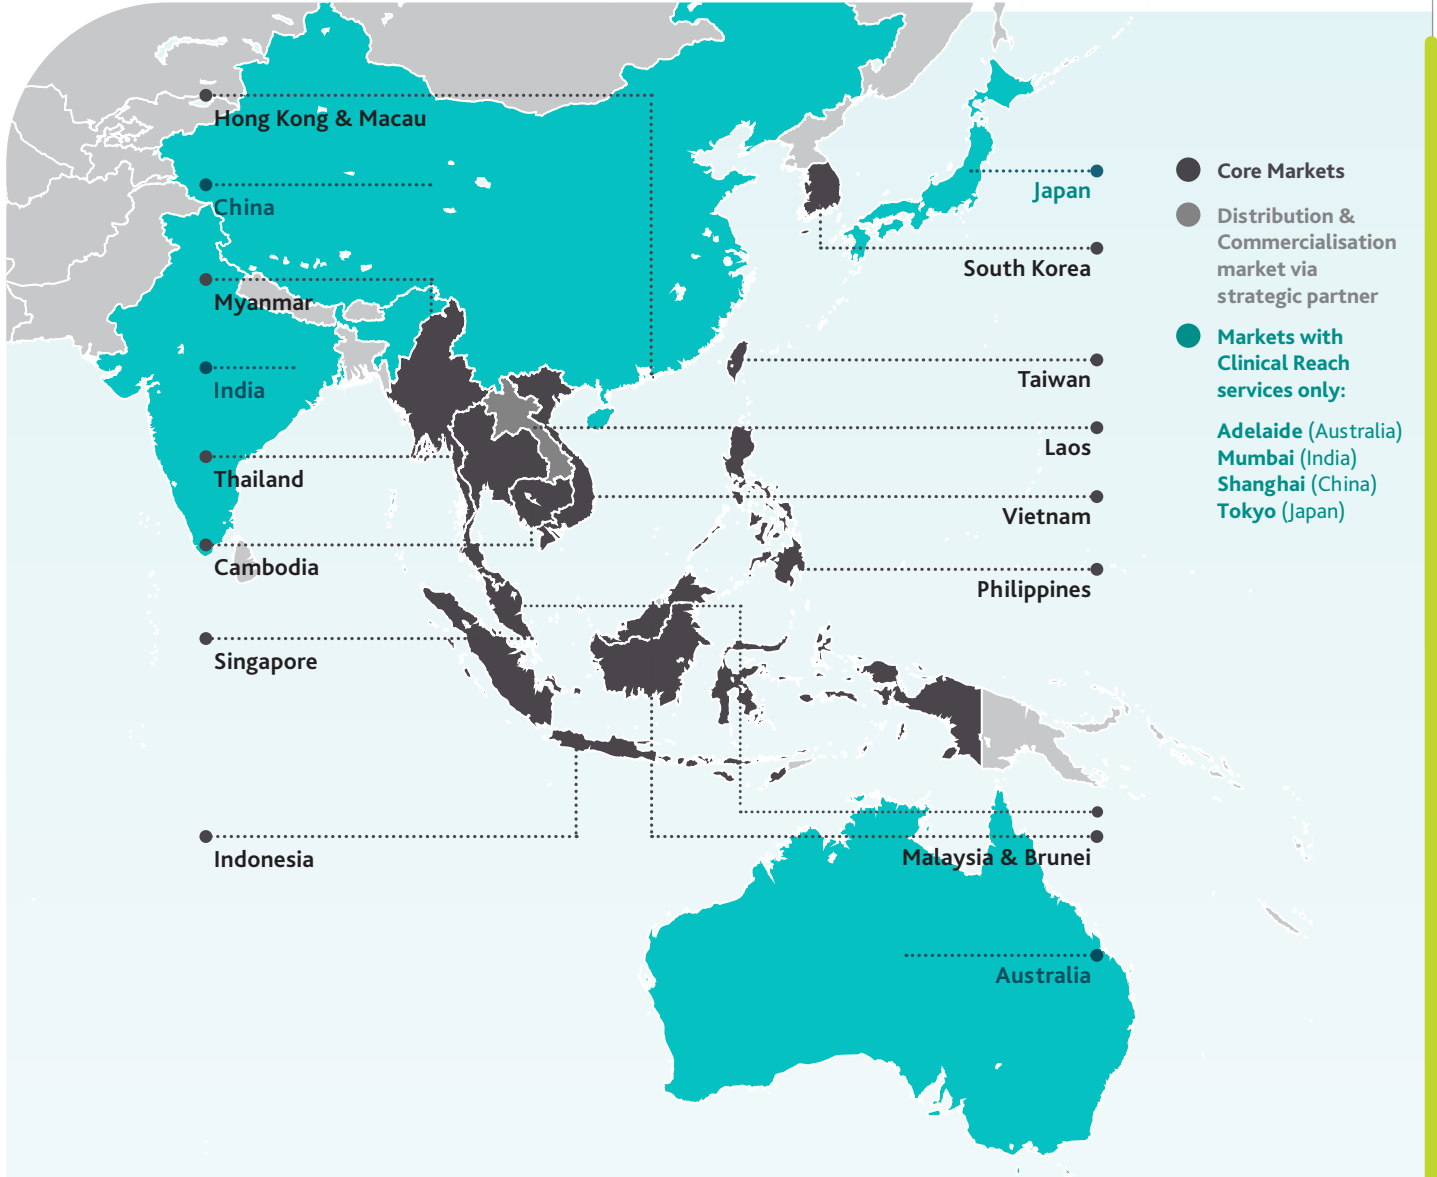 Hong Kong & Macau
China
Myanmar
India
Thailand
Cambodia
Singapore
Indonesia
Japan
South Korea
Taiwan
Laos
Vietnam
Philippines
Malaysia & Brunei
Australia
Core Markets
Distribution &
Commercialisation
market via
strategic partner
Markets with
Clinical Reach
services only:
Adelaide (Australia)
Mumbai (India)
Shanghai (China)
Tokyo (Japan)